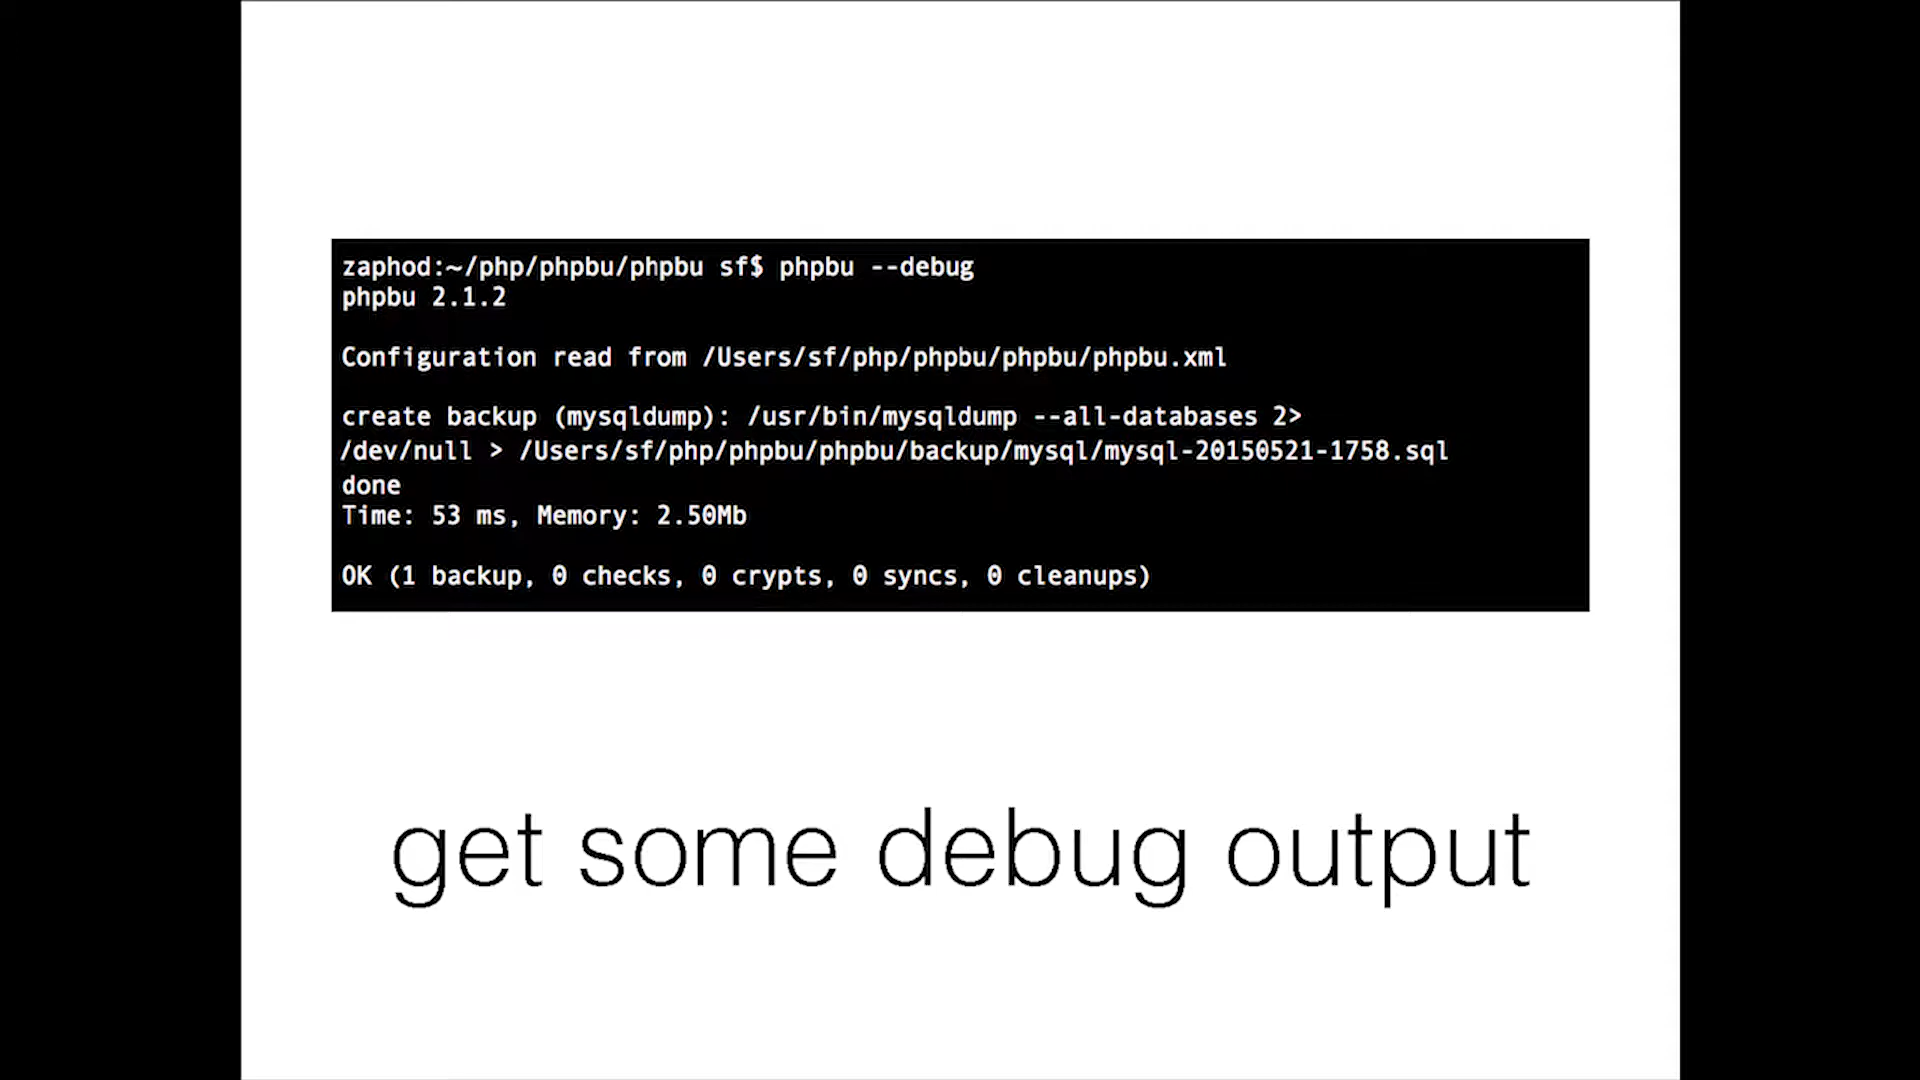 zaphod:~/php/phpbu/phpbu sf$ phpbu --debug
phpbu 2.1.2
Configuration read from /Users/sf/php/phpbu/phpbu/phpbu.xml
create backup (mysqldump): /usr/bin/mysqldump --all-databases 2>
/dev/null > /Users/sf/php/phpbu/phpbu/backup/mysql/mysql-20150521-1758.sql
done
Time: 53 ms, Memory: 2.50Mb
OK (1 backup, 0 checks, 0 crypts, 0 syncs, 0 cleanups)
get some debug output